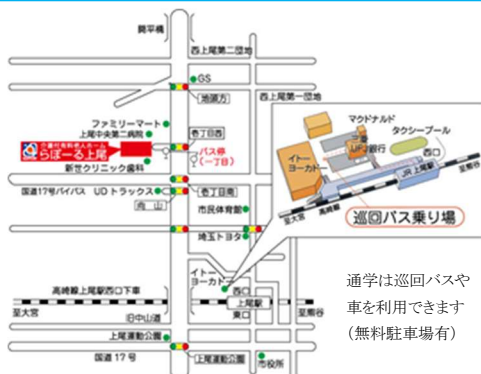 開平橋
西上尾第二団地
GS
地頭方
西上尾第一団地
ファミリーマート
上尾中央第二病院
壱丁目西
介護付有料老人ホーム
らぽーる上尾
バス停
(一丁目)
新世クリニック歯科
国道17号バイパス UDトラックス
壱丁目南
向山
市民体育館
埼玉トヨタ
マクドナルド
タクシープール
三菱
UFJ銀行
西口
イトー
ヨーカドー
JR上尾駅
至熊谷
高崎線
至大宮
巡回バス乗り場
イトー
ヨーカドー
西口
高崎線上尾駅西口下車
上尾駅
至大宮
東口
至熊谷
旧中山道
上尾運動公園
国道17号
上尾運動公園
市役所
通学は巡回バスや
車を利用できます
(無料駐車場有)